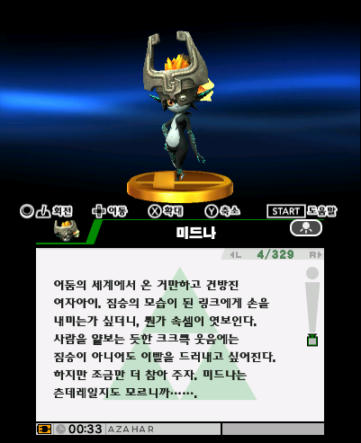 회전 이동 Ⓧ확대 Ⓨ축소 START 도움말
미드나
L 4/329 R
어둠의 세계에서 온 거만하고 건방진
여자아이. 짐승의 모습이 된 링크에게 손을
내미는가 싶더니, 뭔가 속셈이 엿보인다.
사람을 얕보는 듯한 크크큭 웃음에는
짐승이 아니어도 이빨을 드러내고 싶어진다.
하지만 조금만 더 참아 주자. 미드나는
츤데레일지도 모르니까…….
00:33 AZAHAR